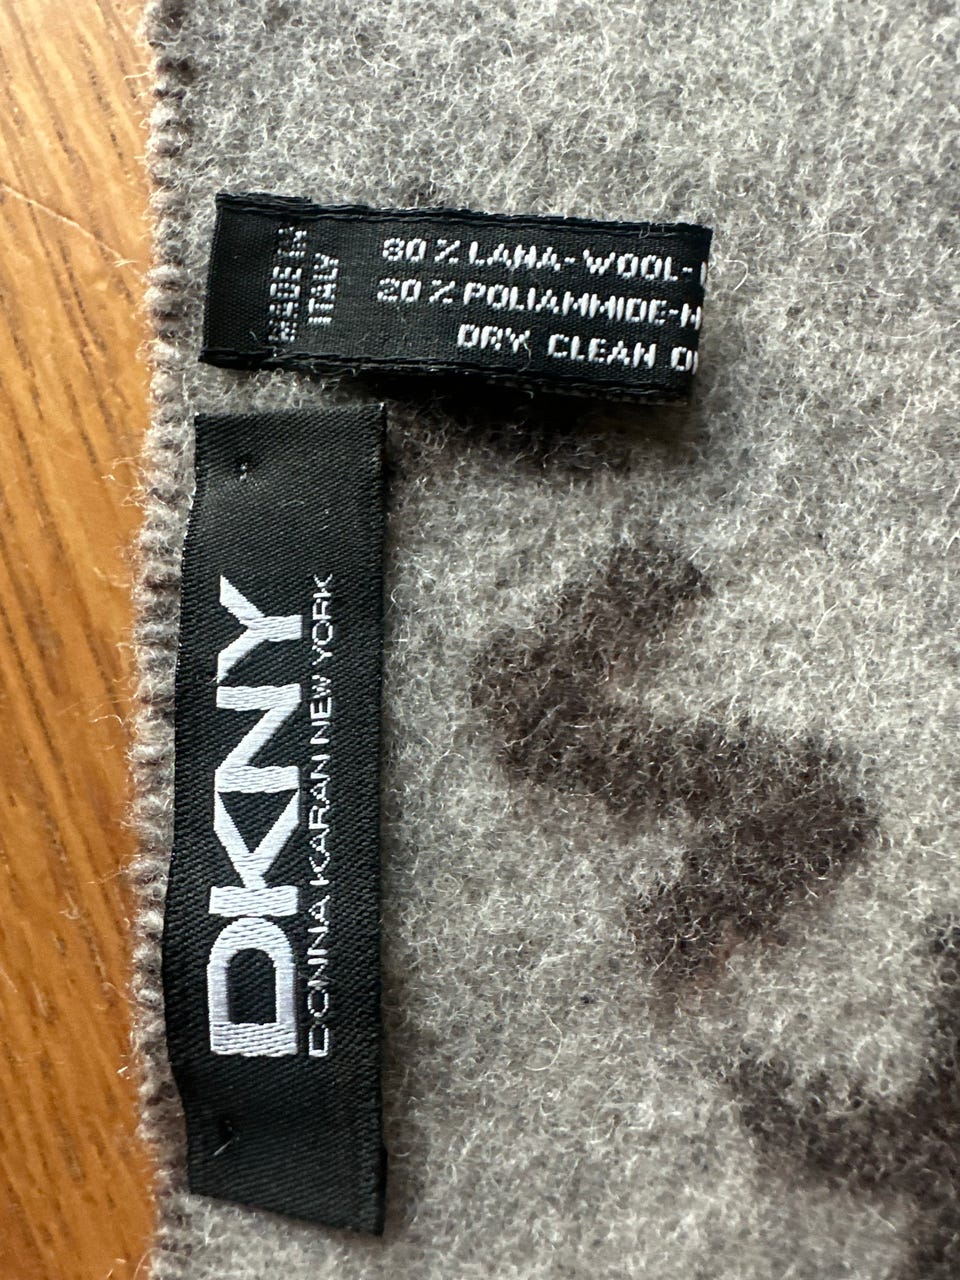 MADE IN
ITALY
80 % LANA-WOOL-
20 % POLIAMMIDE-N
DRY CLEAN O
DKNY
DONNA KARAN NEW YORK